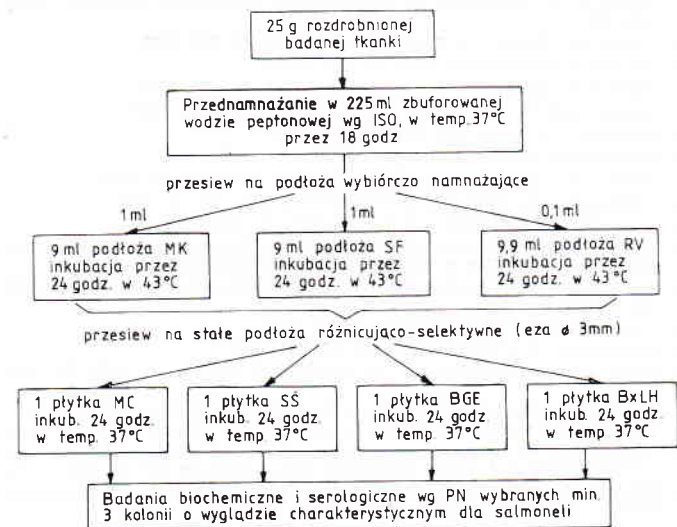 25 g rozdrobnionej
badanej tkanki
Przednamnażanie w 225 ml zbuforowanej
wodzie peptonowej wg ISO, w temp. 37°C
przez 18 godz
przesiew na podłoża wybiórczo namnażające
1 ml
1ml
0,1 ml
9 ml podłoża MK
inkubacja przez
24 godz. w 43°C
9 ml podłoża SF
inkubacja przez
24 godz. w 43°C
9,9 ml podłoża RV
inkubacja przez
24 godz. w 43°C
przesiew na stałe podłoża różnicująco-selektywne (eza ø 3mm)
1 płytka MC
inkub. 24 godz.
w temp. 37°C
1 płytka SS
inkub. 24 godz.
w temp. 37°C
1 płytka BGE
inkub. 24 godz.
w temp. 37°C
1 płytka BxLH
inkub. 24 godz.
w temp. 37°C
Badania biochemiczne i serologiczne wg PN wybranych min.
3 kolonii o wyglądzie charakterystycznym dla salmoneli